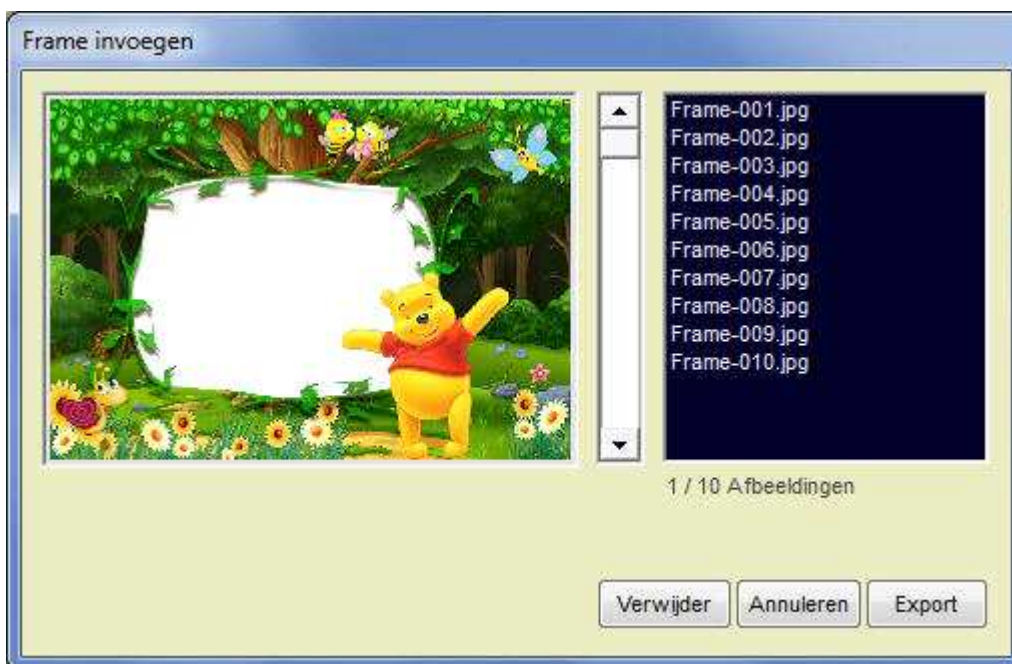 Frame invoegen
Frame-001.jpg
Frame-002.jpg
Frame-003.jpg
Frame-004.jpg
Frame-005.jpg
Frame-006.jpg
Frame-007.jpg
Frame-008.jpg
Frame-009.jpg
Frame-010.jpg
1 / 10 Afbeeldingen
Verwijder Annuleren Export